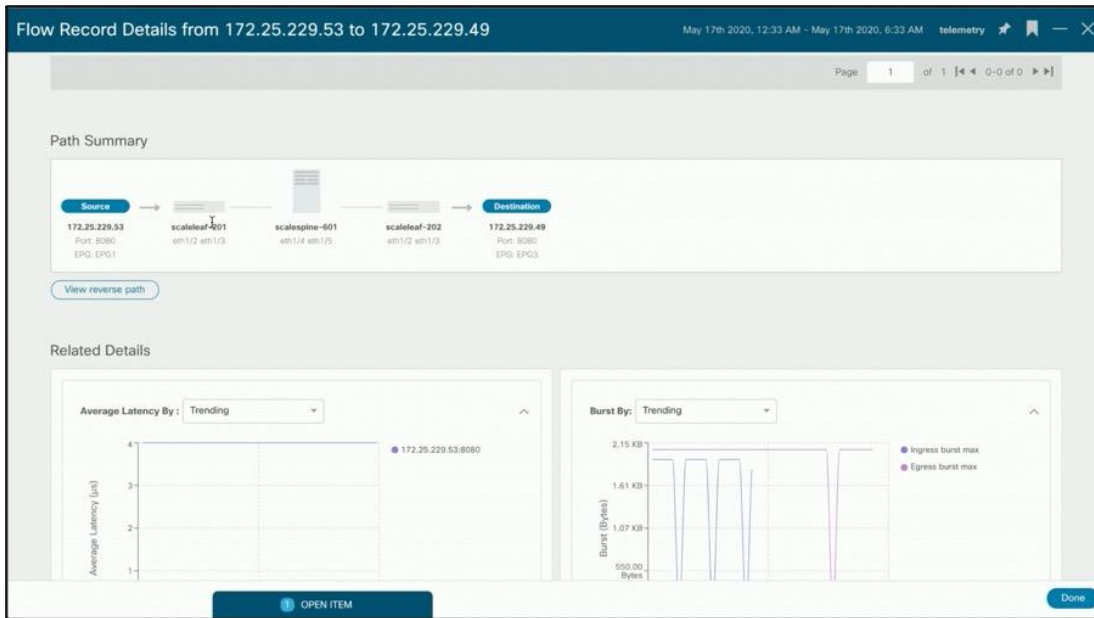 Flow Record Details from 172.25.229.53 to 172.25.229.49
May 17th 2020, 12:33 AM - May 17th 2020, 6:33 AM telemetry
Page 1 of 1 0-0 of 0
Path Summary
Source Destination
172.25.229.53 scaleleaf-201 scalespine-601 scaleleaf-202 172.25.229.49
Port: 8080 eth1/2 eth1/3 eth1/4 eth1/5 eth1/2 eth1/3 Port: 8080
EPG: EPG1 EPG: EPG3
View reverse path
Related Details
Average Latency By : Trending
4
3
2
1
Average Latency (µs)
172.25.229.53:8080
Burst By: Trending
2.15 KB
1.61 KB
1.07 KB
550.00
Bytes
Burst (Bytes)
Ingress burst max
Egress burst max
1 OPEN ITEM
Done